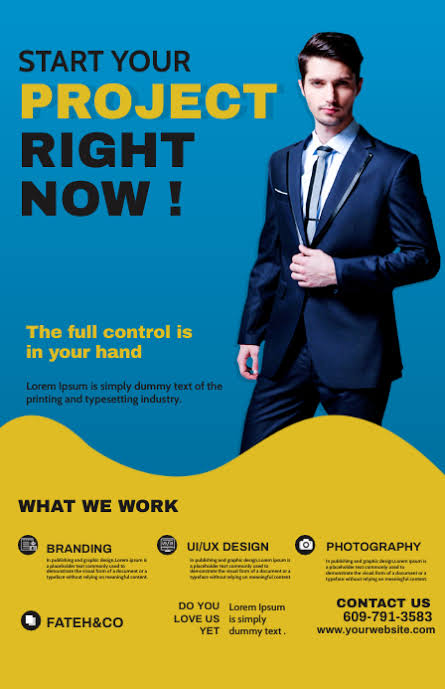 START YOUR
PROJECT
RIGHT
NOW !
The full control is
in your hand
Lorem Ipsum is simply dummy text of the
printing and typesetting industry.
WHAT WE WORK
BRANDING
In publishing and graphic design.Lorem ipsum is
a placeholder text commonly used to
demonstrate the visual form of a document or a
typeface without relying on meaningful content.
UI/UX DESIGN
In publishing and graphic design.Lorem ipsum is
a placeholder text commonly used to
demonstrate the visual form of a document or a
typeface without relying on meaningful content
PHOTOGRAPHY
In publishing and graphic design.Lorem ipsum is
a placeholder text commonly used to
demonstrate the visual form of a document or a
typeface without relying on meaningful content.
FATEH&CO
DO YOU
LOVE US
YET
Lorem Ipsum
is simply
dummy text .
CONTACT US
609-791-3583
www.yourwebsite.com